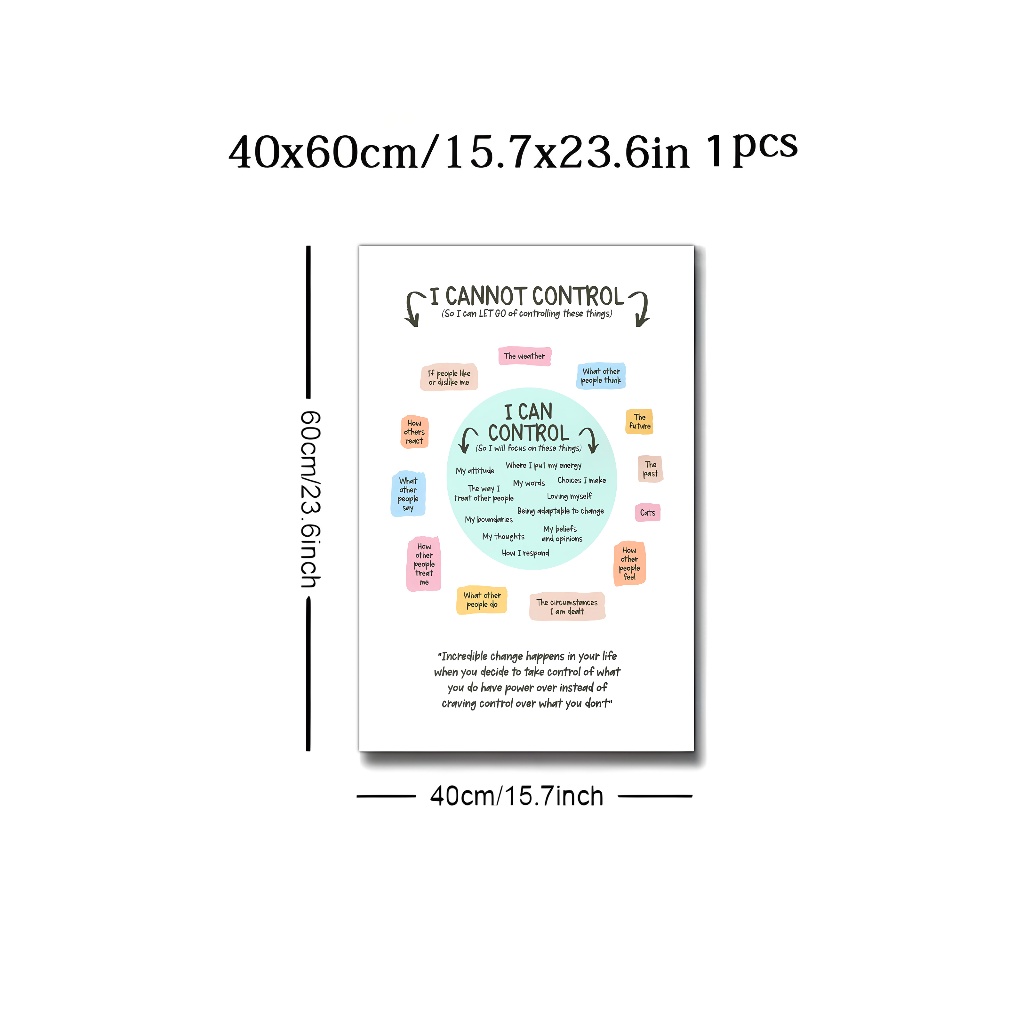 40x60cm/15.7x23.6in 1pcs
60cm/23.6inch
I CANNOT CONTROL
(So I can LET GO of controlling these things)
The weather
If people like
or dislike me
What other
people think
How
others
react
The
future
What
other
people
say
The
past
Cats
How
other
people
treat
me
How
other
people
feel
What other
people do
The circumstances
I am dealt
I CAN
CONTROL
(So I will focus on these things)
My attitude
Where I put my energy
My words
Choices I make
The way I
treat other people
Loving myself
Being adaptable to change
My boundaries
My beliefs
and opinions
My thoughts
How I respond
"Incredible change happens in your life
when you decide to take control of what
you do have power over instead of
craving control over what you don't"
40cm/15.7inch